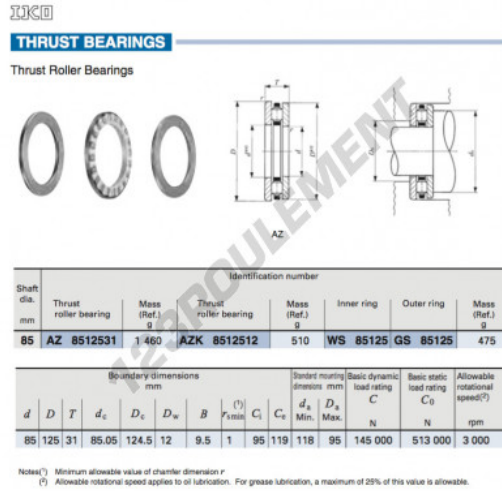 IKO
THRUST BEARINGS
Thrust Roller Bearings
T
r
D
d
D
d
Da
da
AZ
123ROULEMENT
Identification number
Shaft dia. mm
Thrust roller bearing
Mass (Ref.) g
Thrust roller bearing
Mass (Ref.) g
Inner ring
Outer ring
Mass (Ref.) g
85 AZ 8512531 1 460 AZK 8512512 510 WS 85125 GS 85125 475
Boundary dimensions mm
Standard mounting dimensions mm
Basic dynamic load rating C N
Basic static load rating C0 N
Allowable rotational speed(2) rpm
d D T dc Dc Dw B rs min(1) Ci Ce da Min. Da Max.
85 125 31 85.05 124.5 12 9.5 1 95 119 118 95 145 000 513 000 3 000
Notes(1) Minimum allowable value of chamfer dimension r
(2) Allowable rotational speed applies to oil lubrication. For grease lubrication, a maximum of 25% of this value is allowable.